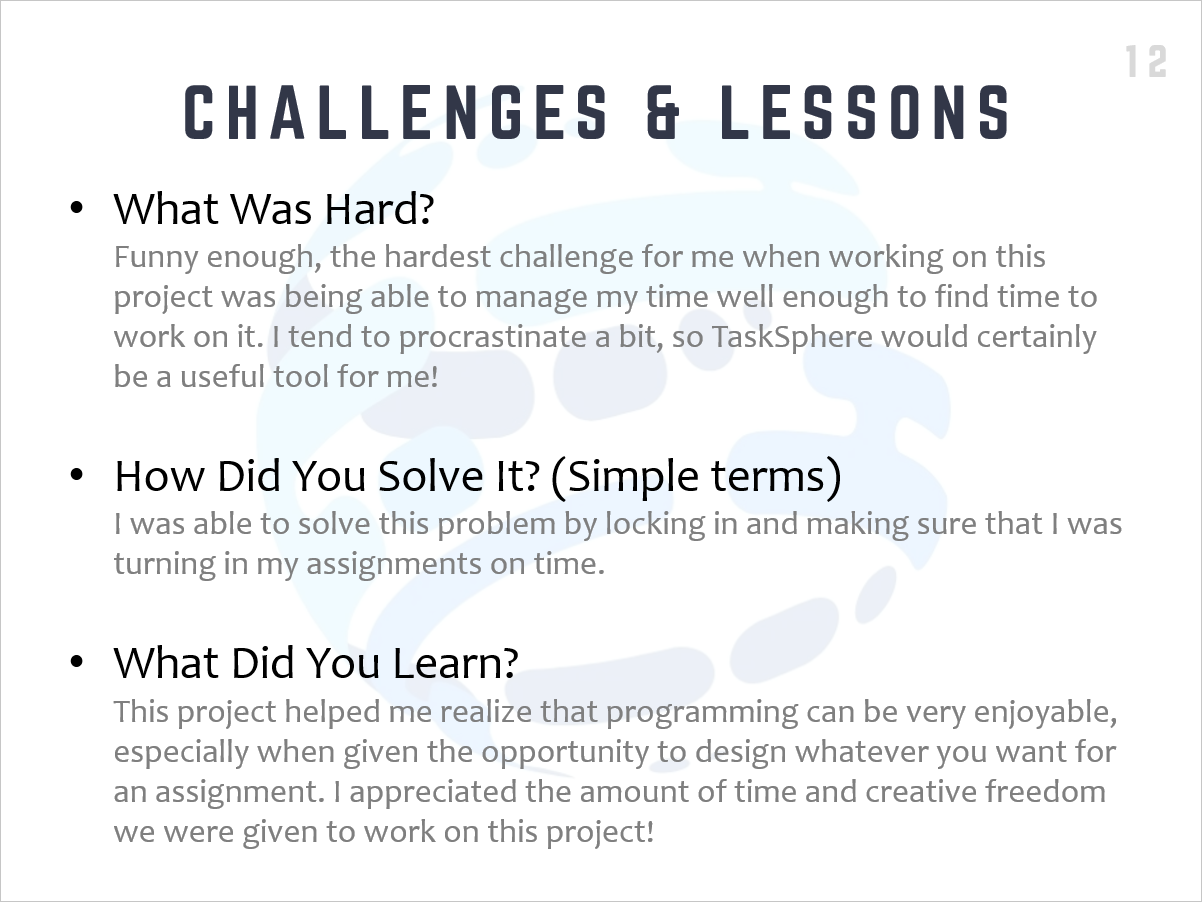 12
CHALLENGES & LESSONS
• What Was Hard?
Funny enough, the hardest challenge for me when working on this
project was being able to manage my time well enough to find time to
work on it. I tend to procrastinate a bit, so TaskSphere would certainly
be a useful tool for me!
• How Did You Solve It? (Simple terms)
I was able to solve this problem by locking in and making sure that I was
turning in my assignments on time.
• What Did You Learn?
This project helped me realize that programming can be very enjoyable,
especially when given the opportunity to design whatever you want for
an assignment. I appreciated the amount of time and creative freedom
we were given to work on this project!